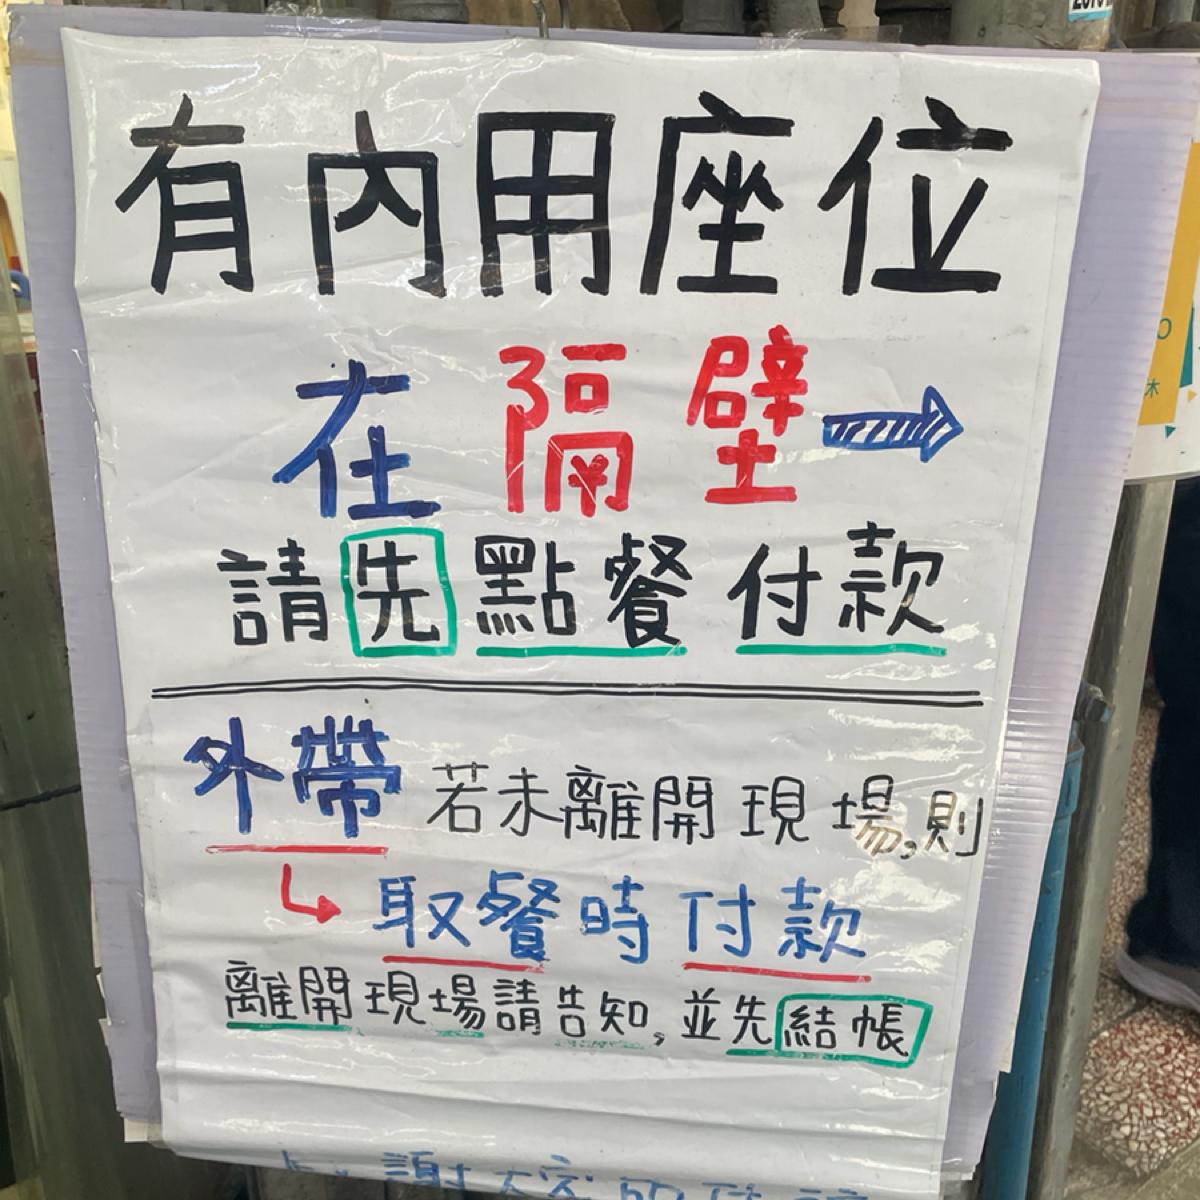 有內用座位
在隔壁
請先點餐付款
外帶 若未離開現場,則
取餐時付款
離開現場請告知,並先結帳